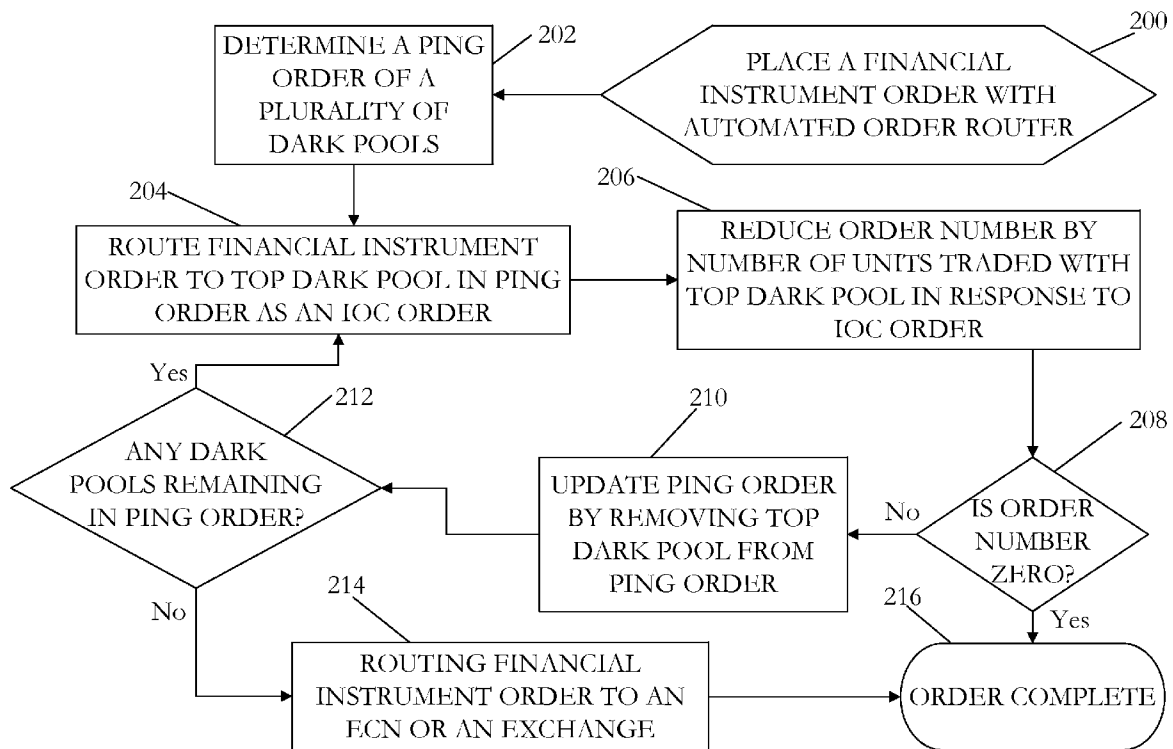 200
PLACE A FINANCIAL
INSTRUMENT ORDER WITH
AUTOMATED ORDER ROUTER
202
DETERMINE A PING
ORDER OF A
PLURALITY OF
DARK POOLS
204
ROUTE FINANCIAL INSTRUMENT
ORDER TO TOP DARK POOL IN PING
ORDER AS AN IOC ORDER
206
REDUCE ORDER NUMBER BY
NUMBER OF UNITS TRADED WITH
TOP DARK POOL IN RESPONSE TO
IOC ORDER
208
IS ORDER
NUMBER
ZERO?
No
Yes
210
UPDATE PING ORDER
BY REMOVING TOP
DARK POOL FROM
PING ORDER
212
ANY DARK
POOLS REMAINING
IN PING ORDER?
Yes
No
214
ROUTING FINANCIAL
INSTRUMENT ORDER TO AN
ECN OR AN EXCHANGE
216
ORDER COMPLETE